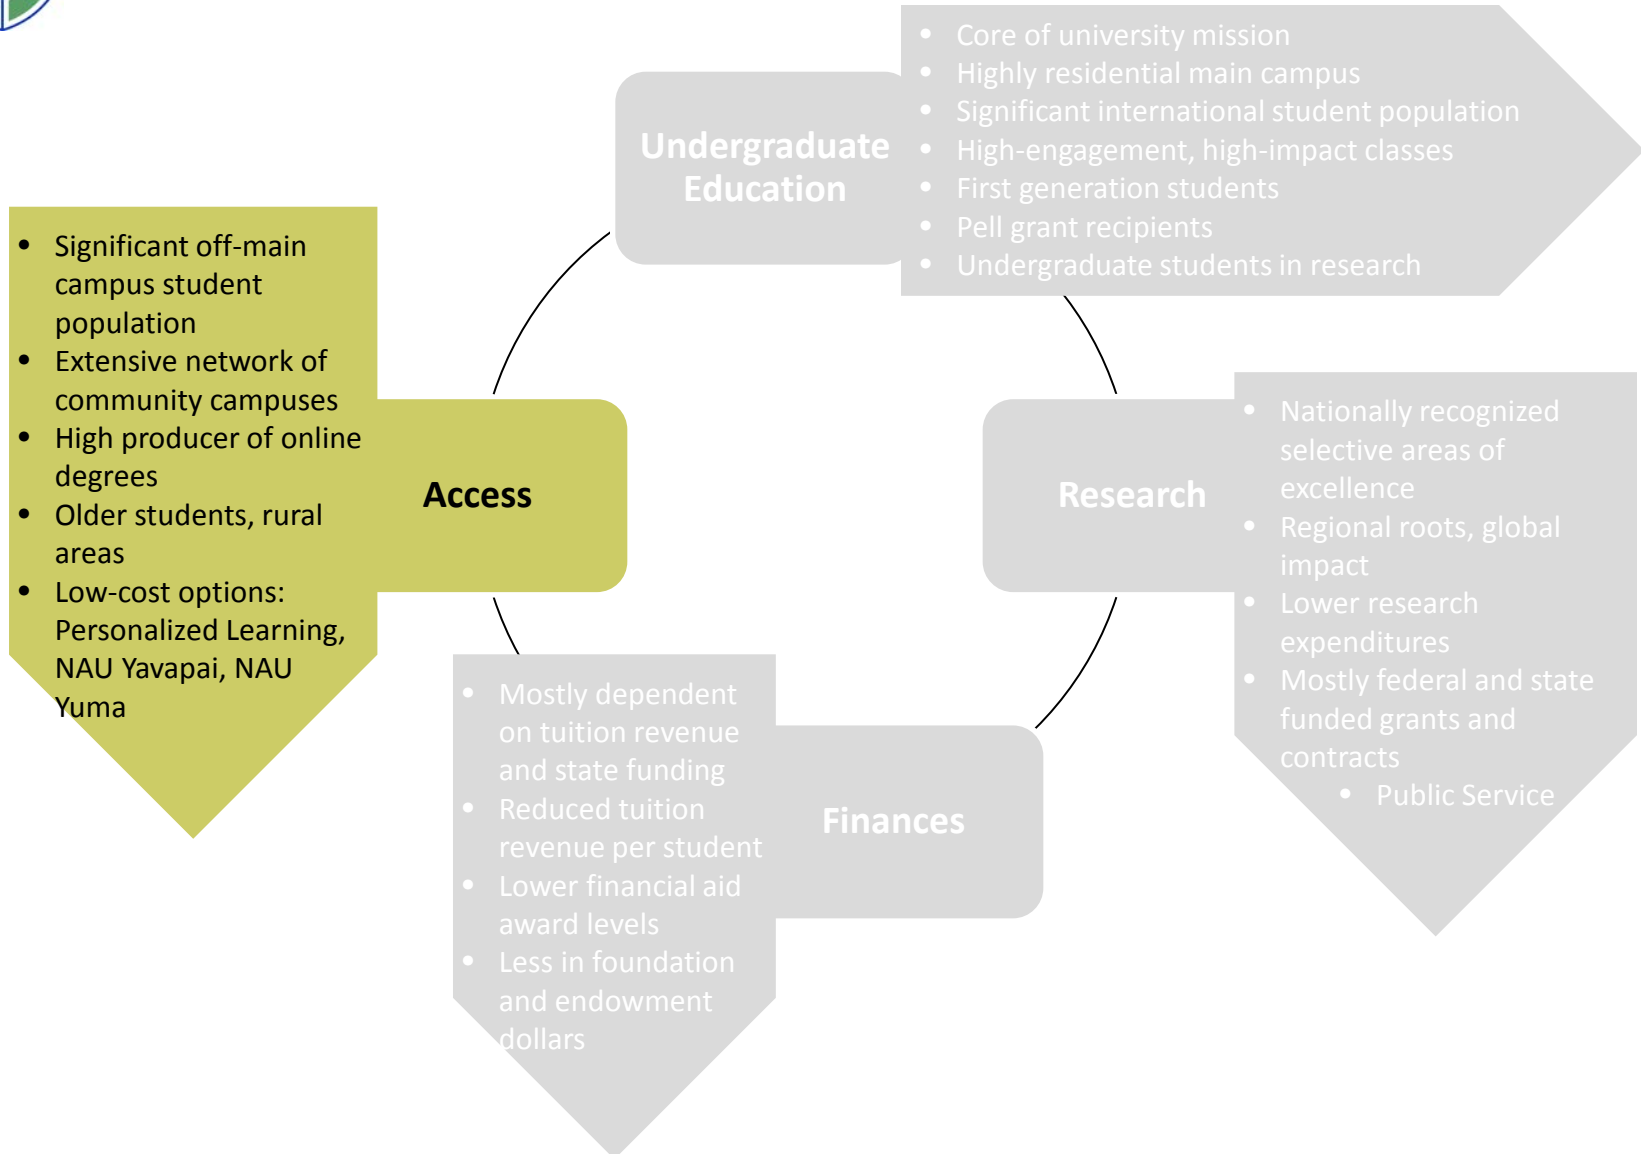 • Core of university mission
• Highly residential main campus
• Significant international student population
• High-engagement, high-impact classes
• First generation students
• Pell grant recipients
• Undergraduate students in research
Undergraduate
Education
• Significant off-main
campus student
population
• Extensive network of
community campuses
• High producer of online
degrees
• Older students, rural
areas
• Low-cost options:
Personalized Learning,
NAU Yavapai, NAU
Yuma
Access
Research
• Nationally recognized
selective areas of
excellence
• Regional roots, global
impact
• Lower research
expenditures
• Mostly federal and state
funded grants and
contracts
• Public Service
• Mostly dependent
on tuition revenue
and state funding
• Reduced tuition
revenue per student
• Lower financial aid
award levels
• Less in foundation
and endowment
dollars
Finances